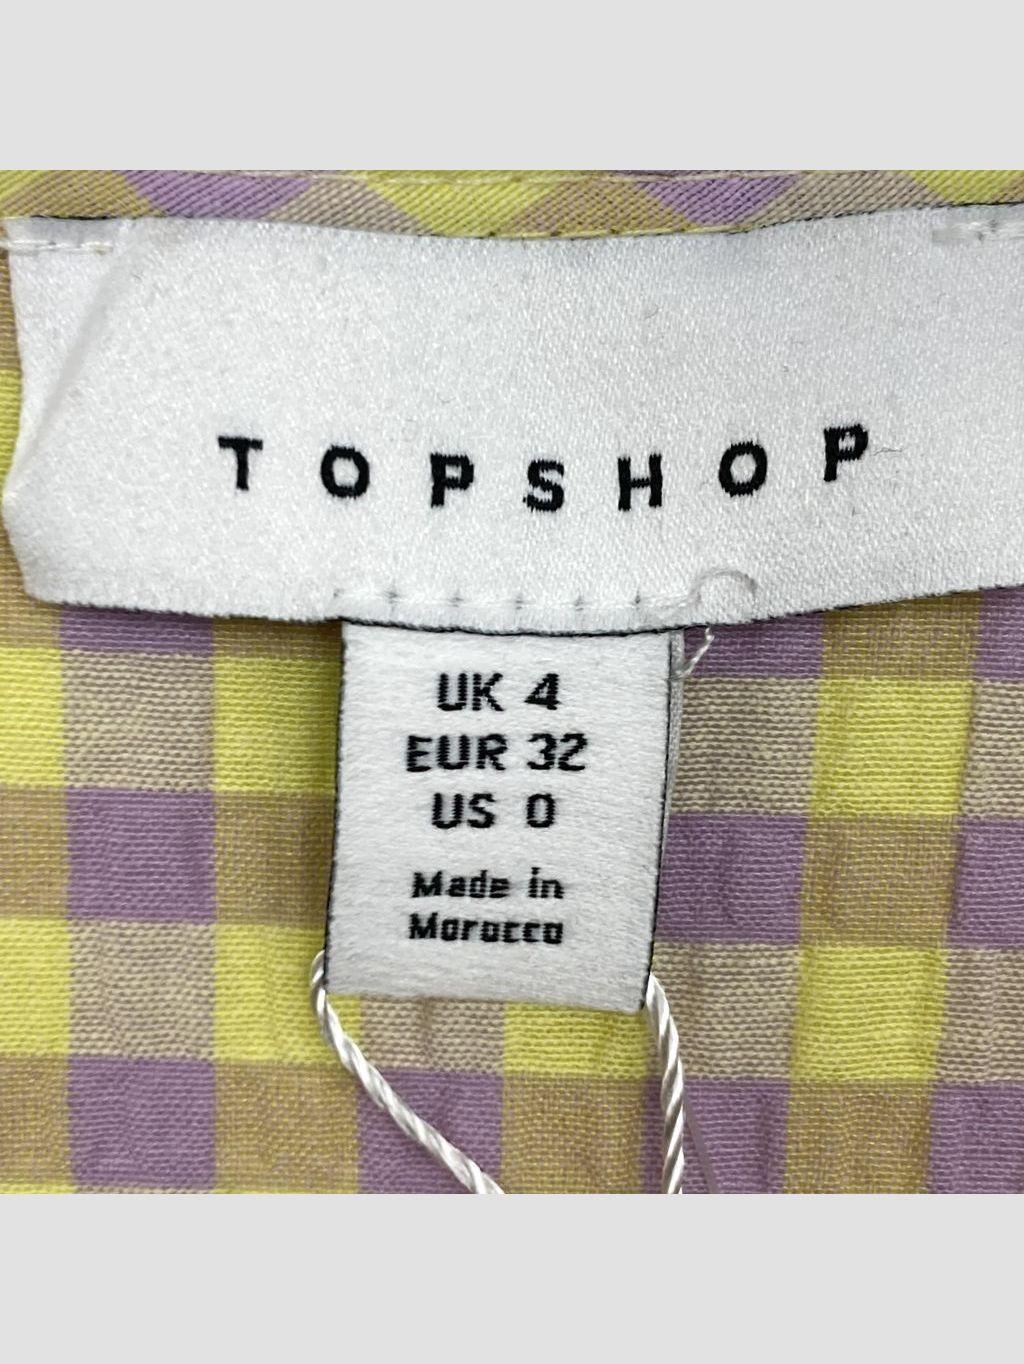 TOPSHOP
UK 4
EUR 32
US 0
Made in
Morocco